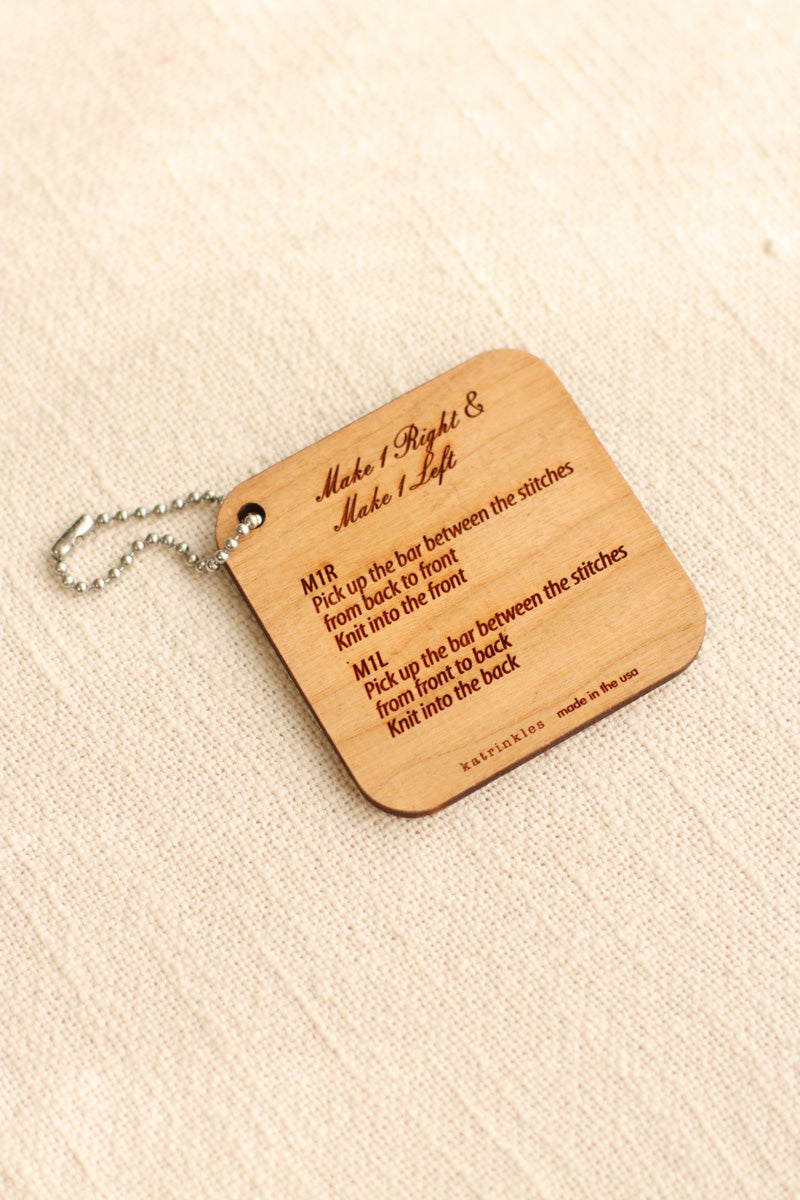 Make 1 Right &
Make 1 Left
M1R
Pick up the bar between the stitches
from back to front
Knit into the front
M1L
Pick up the bar between the stitches
from front to back
Knit into the back
katrinkles made in the usa